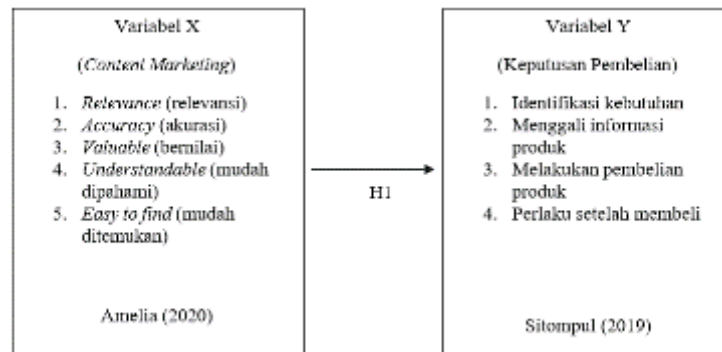 Variabel X
(Content Marketing)
1. Relevance (relevansi)
2. Accuracy (akurasi)
3. Valuable (bernilai)
4. Understandable (mudah
dipahami)
5. Easy to find (mudah
ditemukan)
Amelia (2020)
H1
Variabel Y
(Keputusan Pembelian)
1. Identifikasi kebutuhan
2. Menggali informasi
produk
3. Melakukan pembelian
produk
4. Perlaku setelah membeli
Sitompul (2019)